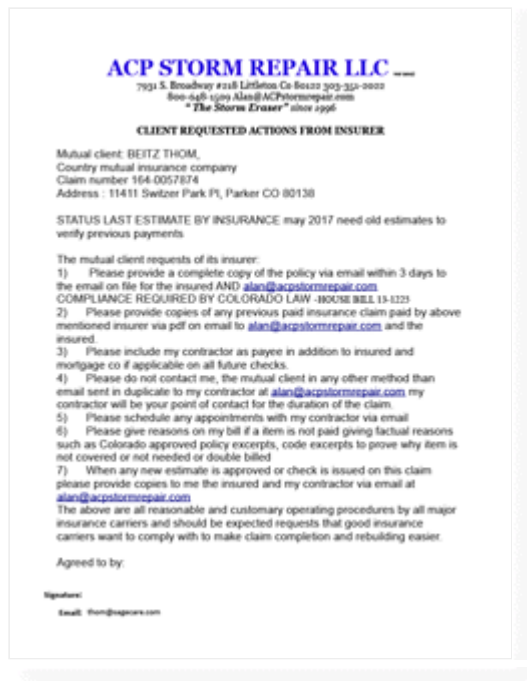 ACP STORM REPAIR LLC
7931 S. Broadway #218 Littleton Co 80122 303-351-0022
800-648-1509 Alan@ACPstormrepair.com
" The Storm Eraser" since 1996
CLIENT REQUESTED ACTIONS FROM INSURER
Mutual client: BEITZ THOM,
Country mutual insurance company
Claim number 164-0057874
Address : 11411 Switzer Park Pl, Parker CO 80138
STATUS LAST ESTIMATE BY INSURANCE may 2017 need old estimates to
verify previous payments
The mutual client requests of its insurer:
1) Please provide a complete copy of the policy via email within 3 days to
the email on file for the insured AND alan@acpstormrepair.com
COMPLIANCE REQUIRED BY COLORADO LAW -HOUSE BILL 13-1225
2) Please provide copies of any previous paid insurance claim paid by above
mentioned insurer via pdf on email to alan@acpstormrepair.com and the
insured.
3) Please include my contractor as payee in addition to insured and
mortgage co if applicable on all future checks.
4) Please do not contact me, the mutual client in any other method than
email sent in duplicate to my contractor at alan@acpstormrepair.com my
contractor will be your point of contact for the duration of the claim.
5) Please schedule any appointments with my contractor via email
6) Please give reasons on my bill if a item is not paid giving factual reasons
such as Colorado approved policy excerpts, code excerpts to prove why item is
not covered or not needed or double billed
7) When any new estimate is approved or check is issued on this claim
please provide copies to me the insured and my contractor via email at
alan@acpstormrepair.com
The above are all reasonable and customary operating procedures by all major
insurance carriers and should be expected requests that good insurance
carriers want to comply with to make claim completion and rebuilding easier.
Agreed to by:
Signature:
Email: thom@sagecare.com